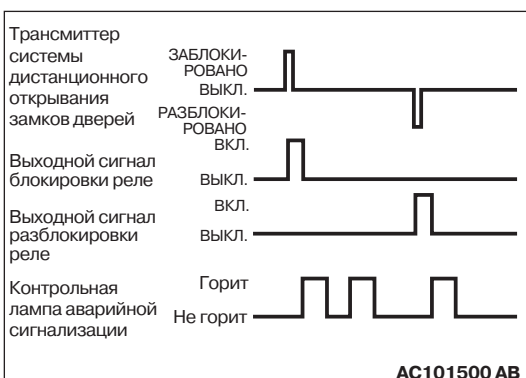 Трансмиттер
системы
дистанционного
открывания
замков дверей
ЗАБЛОКИ-
РОВАНО
ВЫКЛ.
РАЗБЛОКИ-
РОВАНО
Выходной сигнал
блокировки реле
ВКЛ.
ВЫКЛ.
Выходной сигнал
разблокировки
реле
ВКЛ.
ВЫКЛ.
Контрольная
лампа аварийной
сигнализации
Горит
Не горит
AC101500 AB